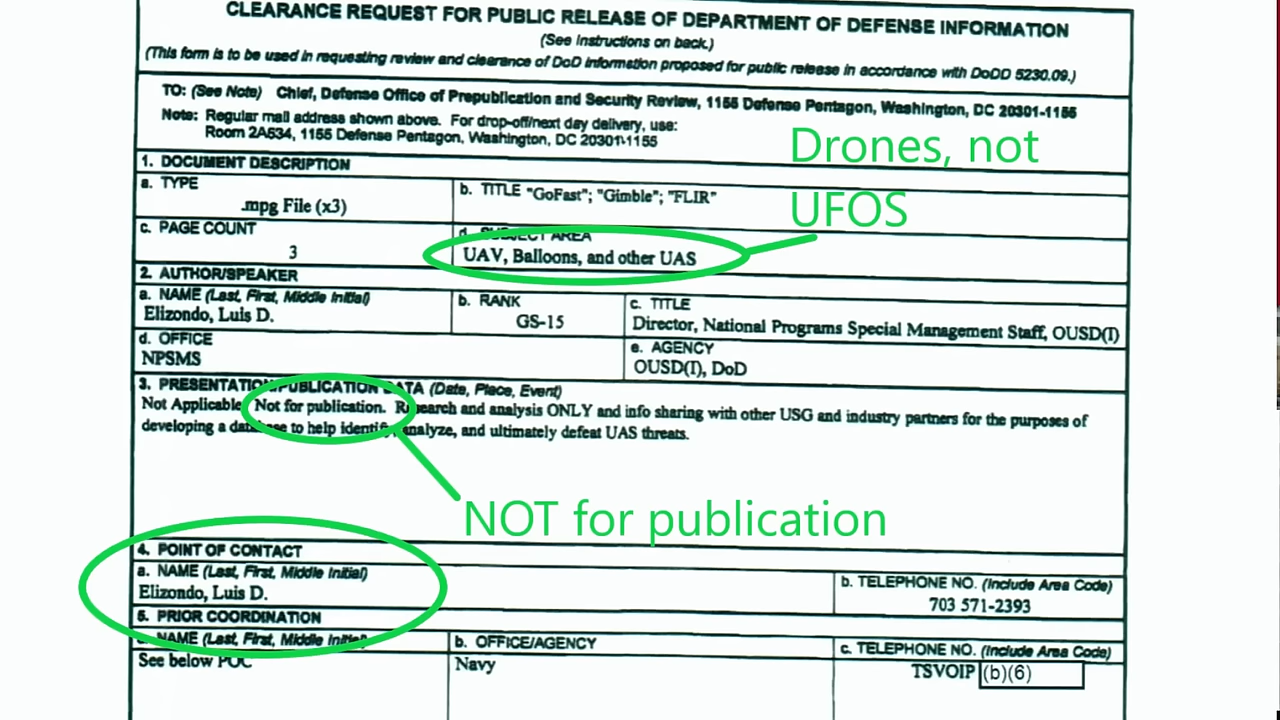 CLEARANCE REQUEST FOR PUBLIC RELEASE OF DEPARTMENT OF DEFENSE INFORMATION
(See Instructions on back.)
(This form is to be used in requesting review and clearance of DoD information proposed for public release in accordance with DoDD 5230.09.)
TO: (See Note) Chief, Defense Office of Prepublication and Security Review, 1155 Defense Pentagon, Washington, DC 20301-1155
Note: Regular mail address shown above. For drop-off/next day delivery, use:
Room 2A534, 1155 Defense Pentagon, Washington, DC 20301-1155
Drones, not
UFOS
1. DOCUMENT DESCRIPTION
a. TYPE
.mpg File (x3)
b. TITLE "GoFast"; "Gimble"; "FLIR"
c. PAGE COUNT
3
d. SUBJECT AREA
UAV, Balloons, and other UAS
2. AUTHOR/SPEAKER
a. NAME (Last, First, Middle Initial)
Elizondo, Luis D.
b. RANK
GS-15
c. TITLE
Director, National Programs Special Management Staff, OUSD(I)
d. OFFICE
NPSMS
e. AGENCY
OUSD(I), DoD
3. PRESENTATION/PUBLICATION DATA (Date, Place, Event)
Not Applicable. Not for publication. Research and analysis ONLY and info sharing with other USG and industry partners for the purposes of
developing a database to help identify, analyze, and ultimately defeat UAS threats.
NOT for publication
4. POINT OF CONTACT
a. NAME (Last, First, Middle Initial)
Elizondo, Luis D.
b. TELEPHONE NO. (Include Area Code)
703 571-2393
5. PRIOR COORDINATION
a. NAME (Last, First, Middle Initial)
See below POC
b. OFFICE/AGENCY
Navy
c. TELEPHONE NO. (Include Area Code)
TSVOIP (b)(6)